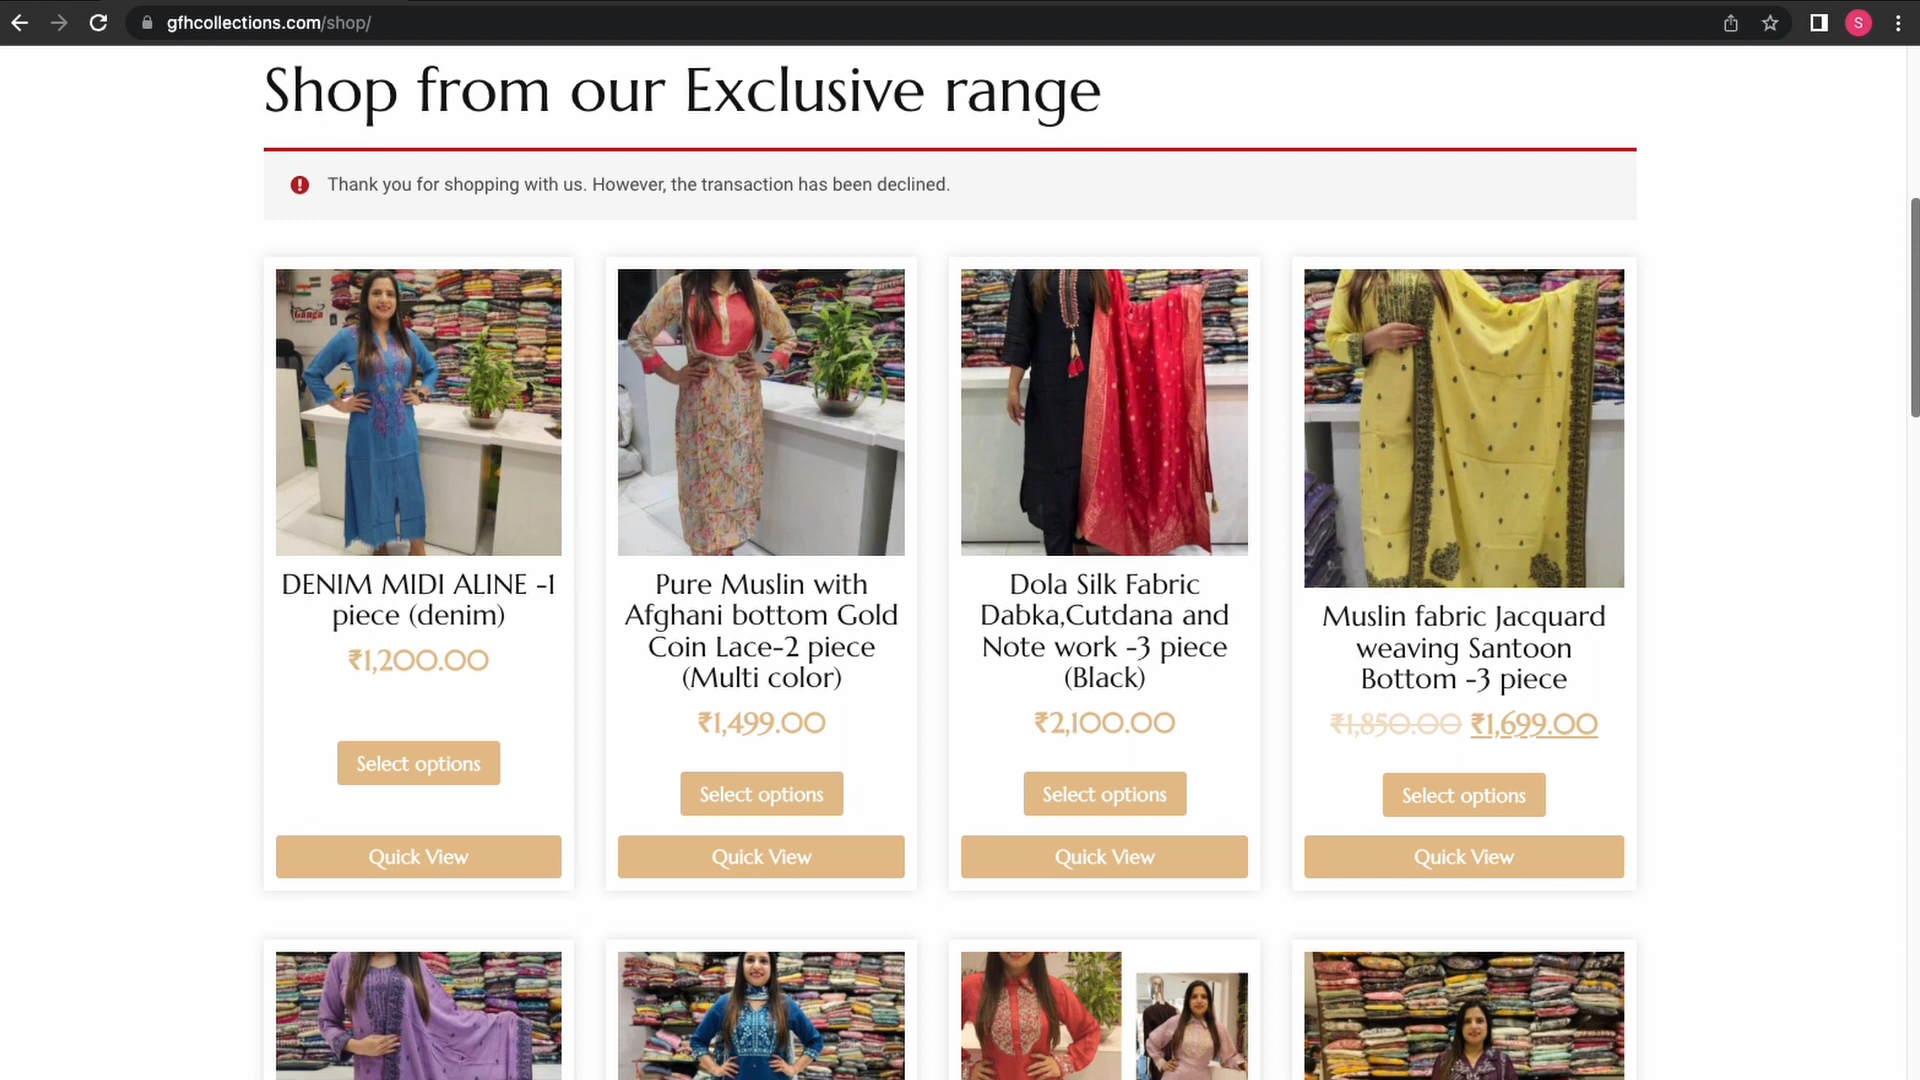 gfhcollections.com/shop/
S
Shop from our Exclusive range
Thank you for shopping with us. However, the transaction has been declined.
Ganga
DENIM MIDI ALINE -1
piece (denim)
₹1,200.00
Select options
Quick View
Pure Muslin with
Afghani bottom Gold
Coin Lace-2 piece
(Multi color)
₹1,499.00
Select options
Quick View
Dola Silk Fabric
Dabka,Cutdana and
Note work -3 piece
(Black)
₹2,100.00
Select options
Quick View
Muslin fabric Jacquard
weaving Santoon
Bottom -3 piece
₹1,850.00 ₹1,699.00
Select options
Quick View